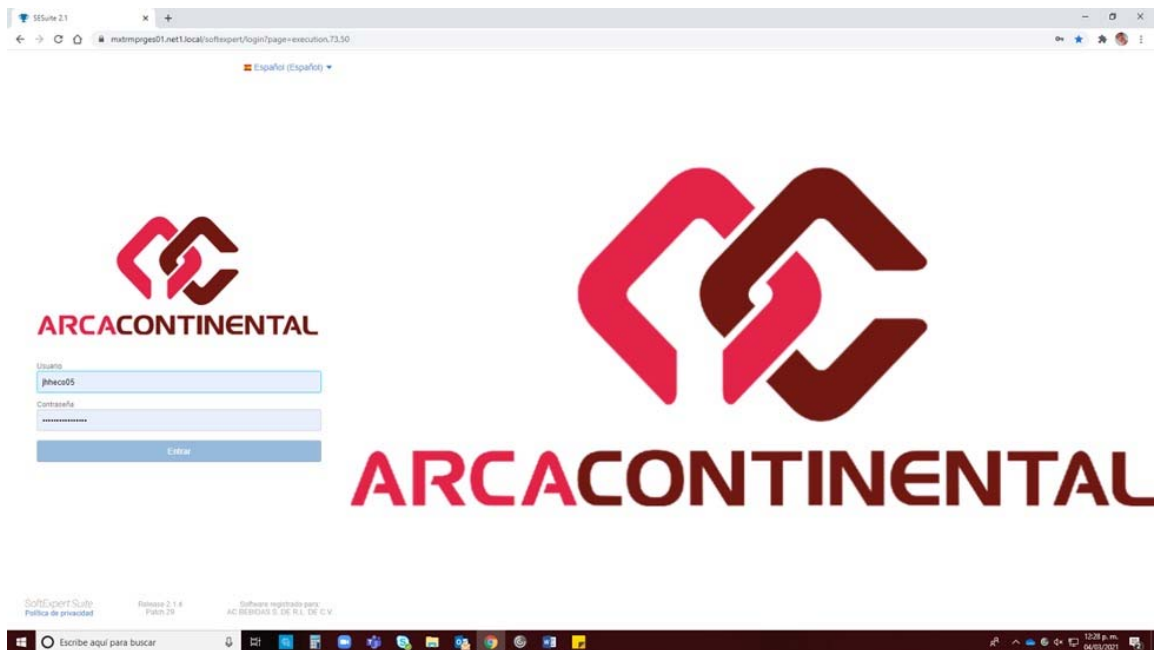 SESuite 2.1
mxtrmprges01.net1.local/softexpert/login?page=execution,73,50
Español (Español)
ARCACONTINENTAL
Usuario
jhheco05
Contraseña
••••••••••••••••
Entrar
ARCACONTINENTAL
SoftExpert Suite
Política de privacidad
Release 2.1.4
Patch 29
Software registrado para:
AC BEBIDAS S. DE R.L. DE C.V
Escribe aquí para buscar
12:28 p. m.
04/03/2021